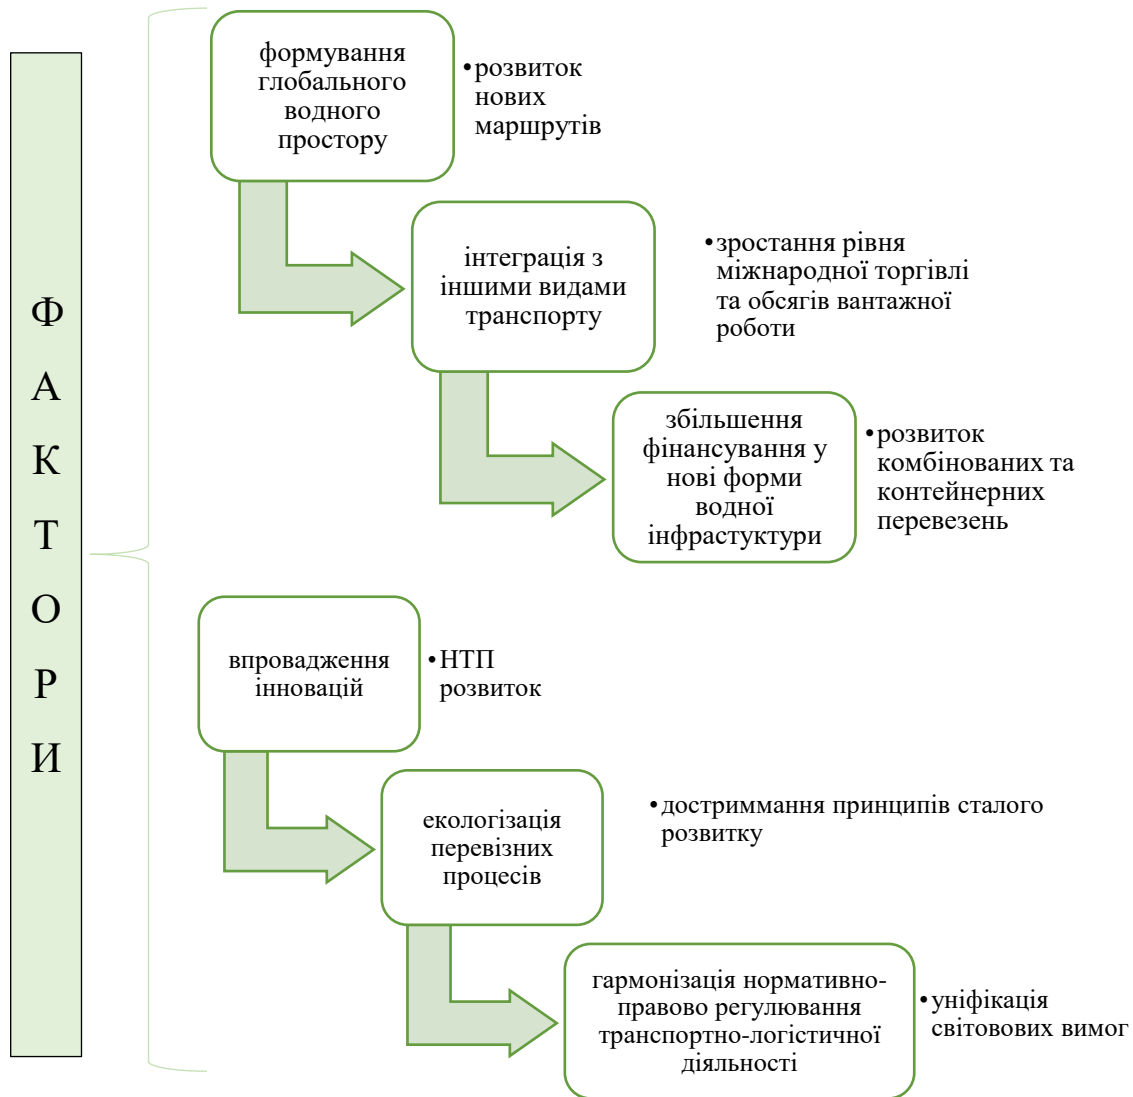 Ф
А
К
Т
О
Р
И
формування
глобального
водного
простору
•розвиток
нових
маршрутів
інтеграція з
іншими видами
транспорту
•зростання рівня
міжнародної торгівлі
та обсягів вантажної
роботи
збільшення
фінансування у
нові форми
водної
інфрастуктури
•розвиток
комбінованих та
контейнерних
перевезень
впровадження
інновацій
•НТП
розвиток
екологізація
перевізних
процесів
•достриммання принципів сталого
розвитку
гармонізація нормативно-
правово регулювання
транспортно-логістичної
діяльності
•уніфікація
світовових вимог